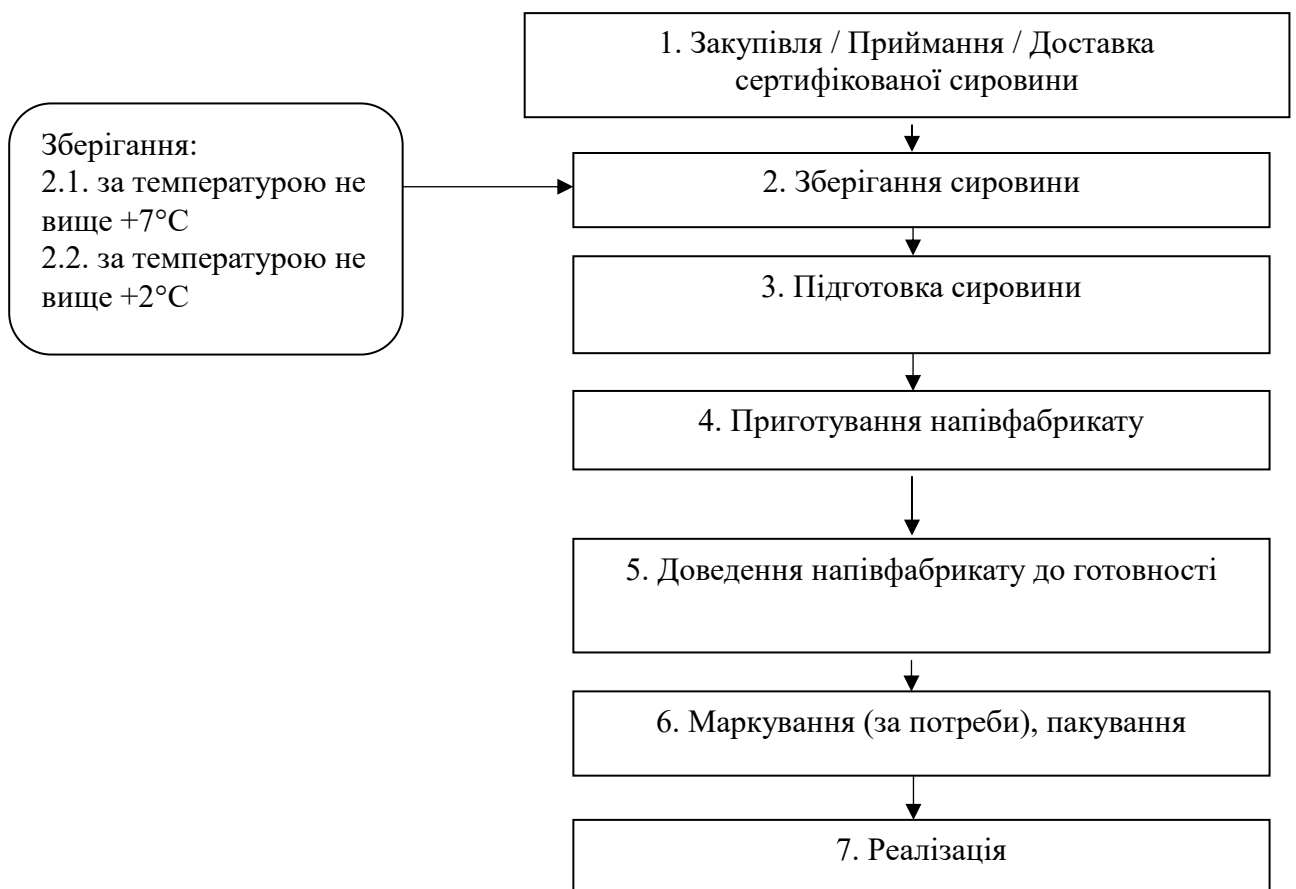 1. Закупівля / Приймання / Доставка
сертифікованої сировини
Зберігання:
2.1. за температурою не
вище +7°С
2.2. за температурою не
вище +2°С
2. Зберігання сировини
3. Підготовка сировини
4. Приготування напівфабрикату
5. Доведення напівфабрикату до готовності
6. Маркування (за потреби), пакування
7. Реалізація